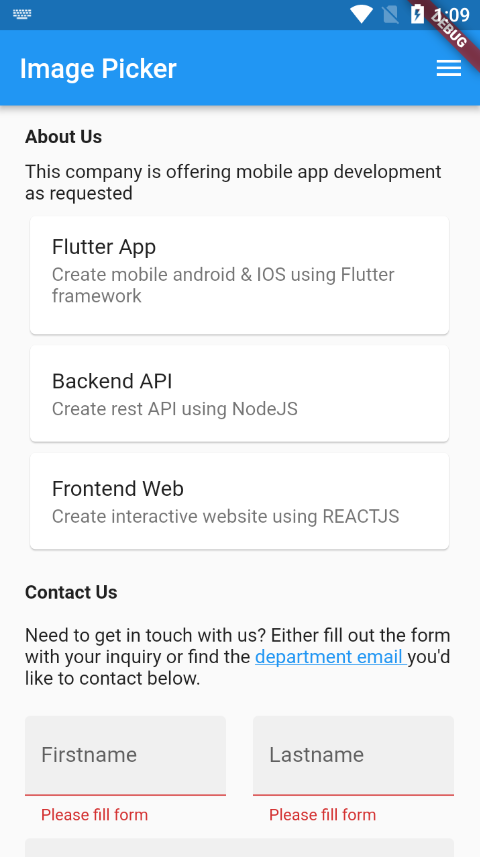 1:09
DEBUG
Image Picker
About Us
This company is offering mobile app development
as requested
Flutter App
Create mobile android & IOS using Flutter
framework
Backend API
Create rest API using NodeJS
Frontend Web
Create interactive website using REACTJS
Contact Us
Need to get in touch with us? Either fill out the form
with your inquiry or find the department email you'd
like to contact below.
Firstname Lastname
Please fill form Please fill form